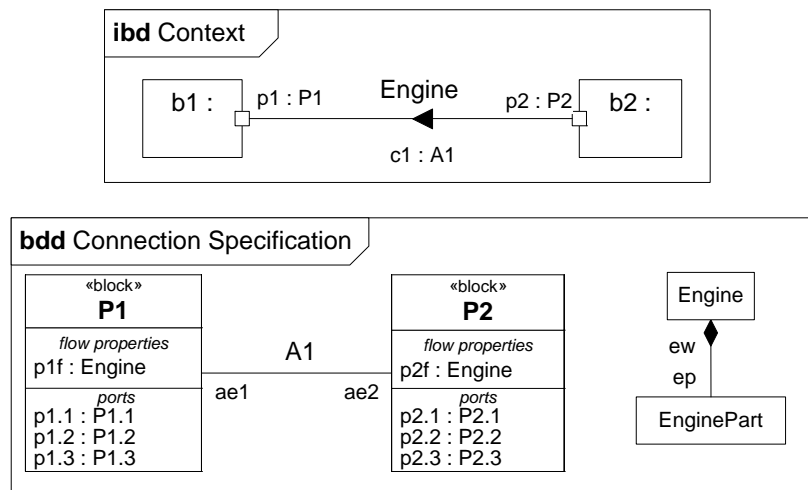 ibd Context
b1 :
p1 : P1
Engine
p2 : P2
b2 :
c1 : A1
bdd Connection Specification
«block»
P1
flow properties
p1f : Engine
ports
p1.1 : P1.1
p1.2 : P1.2
p1.3 : P1.3
A1
ae1
ae2
«block»
P2
flow properties
p2f : Engine
ports
p2.1 : P2.1
p2.2 : P2.2
p2.3 : P2.3
Engine
ew
ep
EnginePart